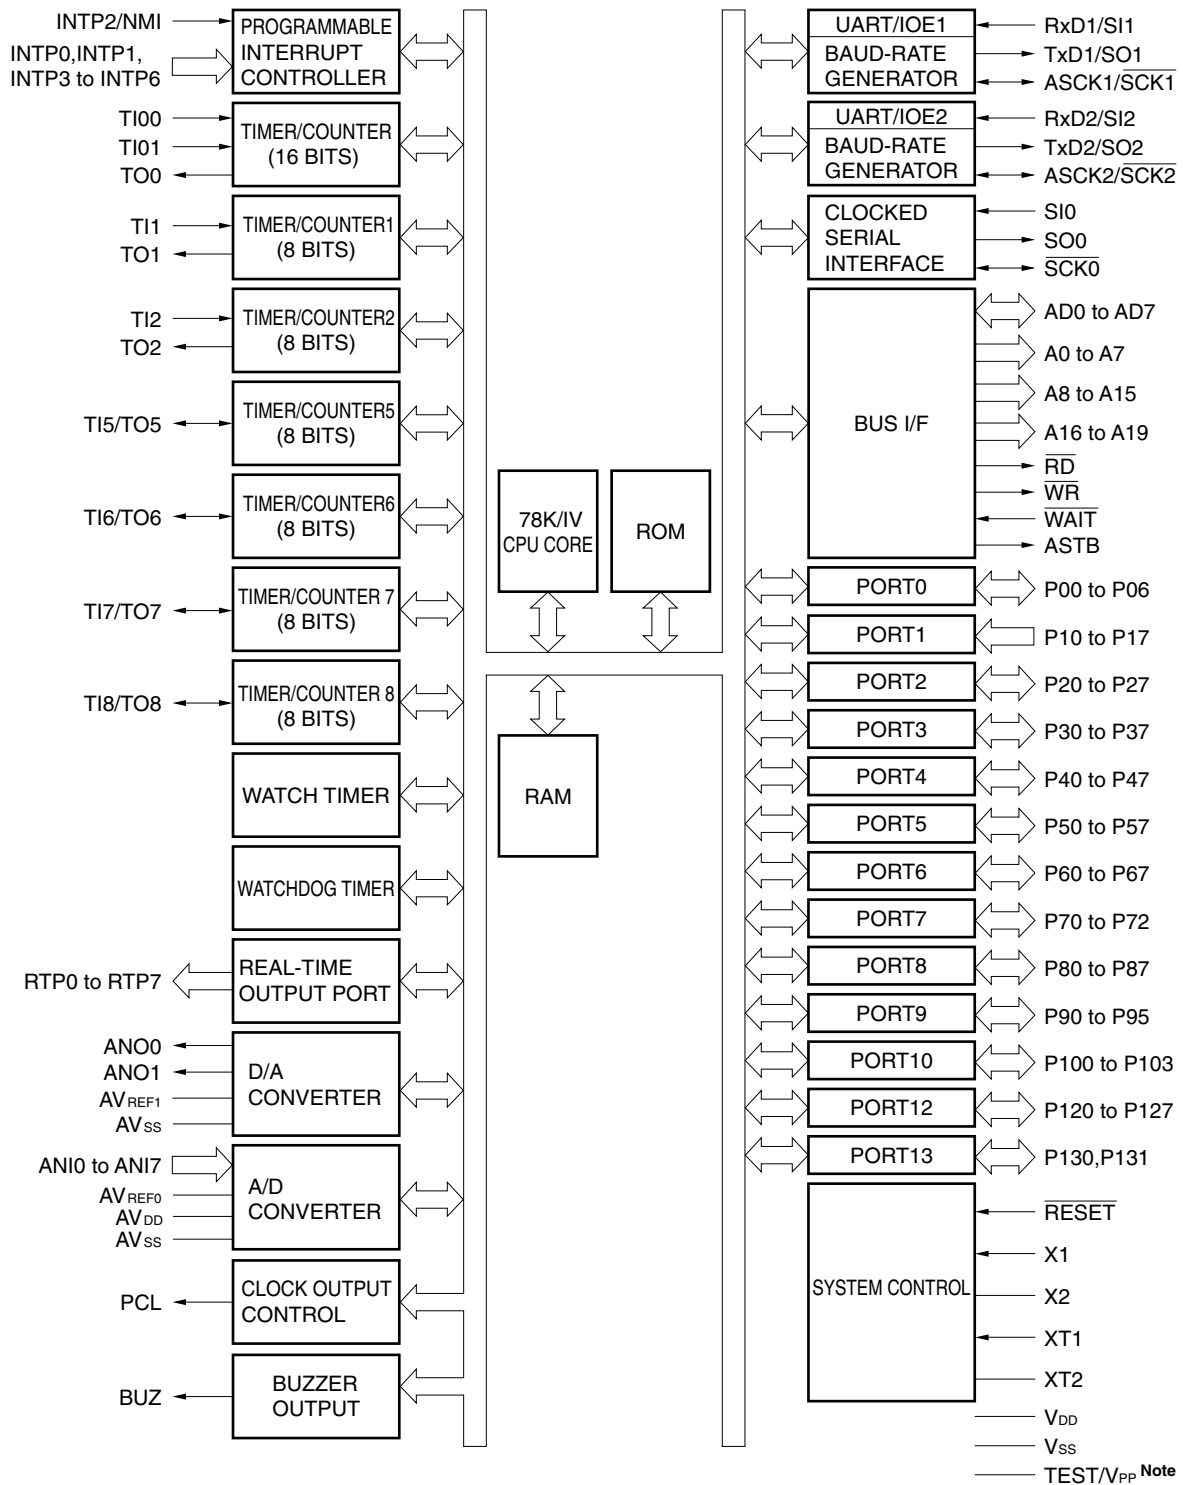 INTP2/NMI
INTP0,INTP1,
INTP3 to INTP6
PROGRAMMABLE
INTERRUPT
CONTROLLER
TI00
TI01
TO0
TIMER/COUNTER
(16 BITS)
TI1
TO1
TIMER/COUNTER1
(8 BITS)
TI2
TO2
TIMER/COUNTER2
(8 BITS)
TI5/TO5
TIMER/COUNTER5
(8 BITS)
TI6/TO6
TIMER/COUNTER6
(8 BITS)
TI7/TO7
TIMER/COUNTER 7
(8 BITS)
TI8/TO8
TIMER/COUNTER 8
(8 BITS)
WATCH TIMER
WATCHDOG TIMER
RTP0 to RTP7
REAL-TIME
OUTPUT PORT
ANO0
ANO1
AVREF1
AVSS
D/A
CONVERTER
ANI0 to ANI7
AVREF0
AVDD
AVSS
A/D
CONVERTER
PCL
CLOCK OUTPUT
CONTROL
BUZ
BUZZER
OUTPUT
78K/IV
CPU CORE
ROM
RAM
UART/IOE1
BAUD-RATE
GENERATOR
RxD1/SI1
TxD1/SO1
ASCK1/SCK1
UART/IOE2
BAUD-RATE
GENERATOR
RxD2/SI2
TxD2/SO2
ASCK2/SCK2
CLOCKED
SERIAL
INTERFACE
SI0
SO0
SCK0
BUS I/F
AD0 to AD7
A0 to A7
A8 to A15
A16 to A19
RD
WR
WAIT
ASTB
PORT0
P00 to P06
PORT1
P10 to P17
PORT2
P20 to P27
PORT3
P30 to P37
PORT4
P40 to P47
PORT5
P50 to P57
PORT6
P60 to P67
PORT7
P70 to P72
PORT8
P80 to P87
PORT9
P90 to P95
PORT10
P100 to P103
PORT12
P120 to P127
PORT13
P130,P131
SYSTEM CONTROL
RESET
X1
X2
XT1
XT2
VDD
VSS
TEST/VPP Note